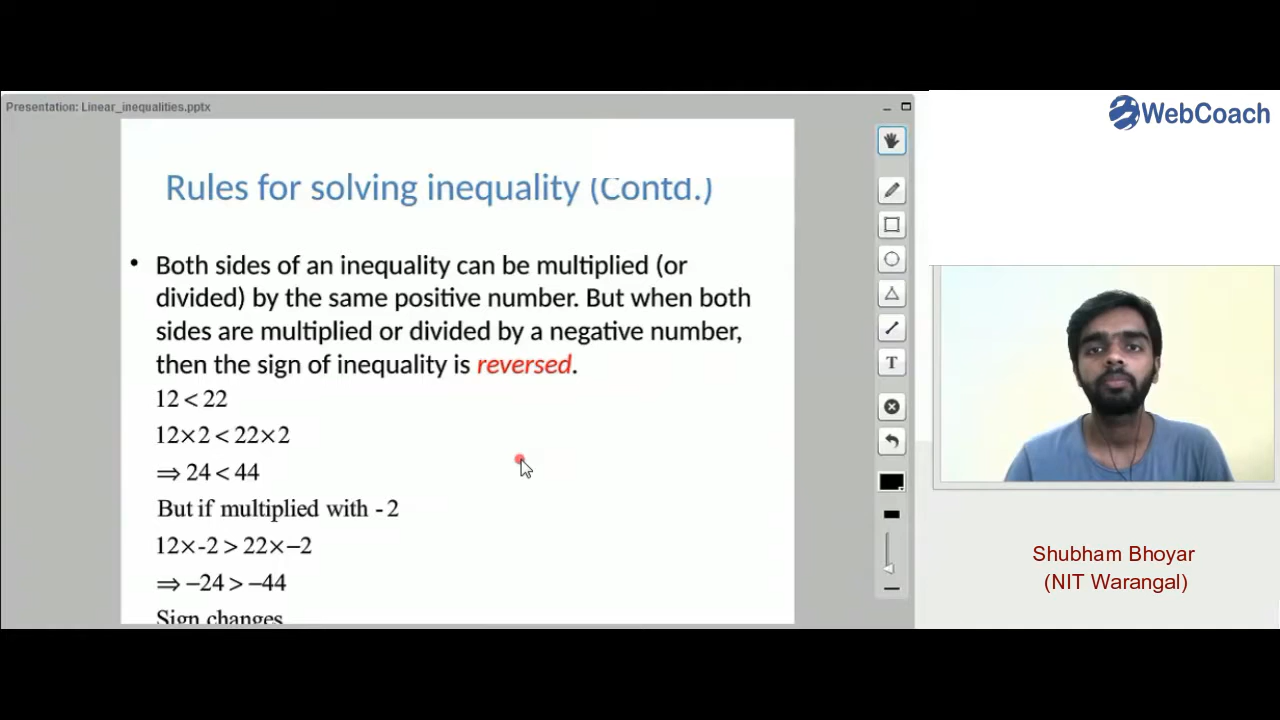 Presentation: Linear_inequalities.pptx
WebCoach
Rules for solving inequality (Contd.)
• Both sides of an inequality can be multiplied (or
divided) by the same positive number. But when both
sides are multiplied or divided by a negative number,
then the sign of inequality is reversed.
12 < 22
12×2 < 22×2
⇒ 24 < 44
But if multiplied with -2
12×-2 > 22×−2
⇒ −24 > −44
Sign changes
T
Shubham Bhoyar
(NIT Warangal)